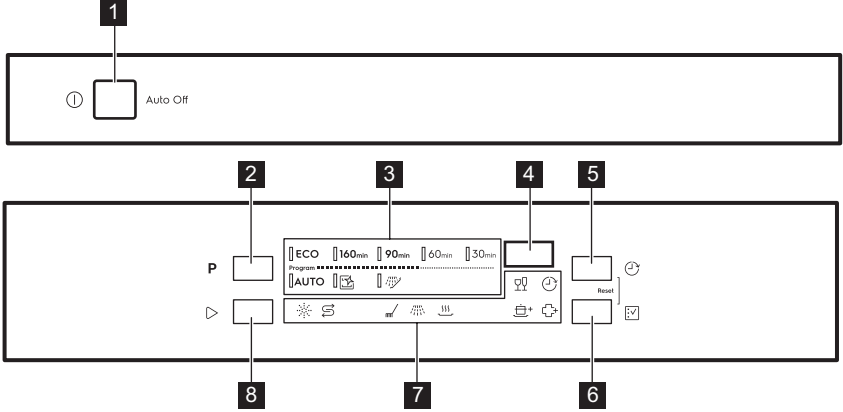 1
Auto Off
2 3 4 5
ECO 160min 90min 60min 30min
P
Program
AUTO
Reset
8 7 6